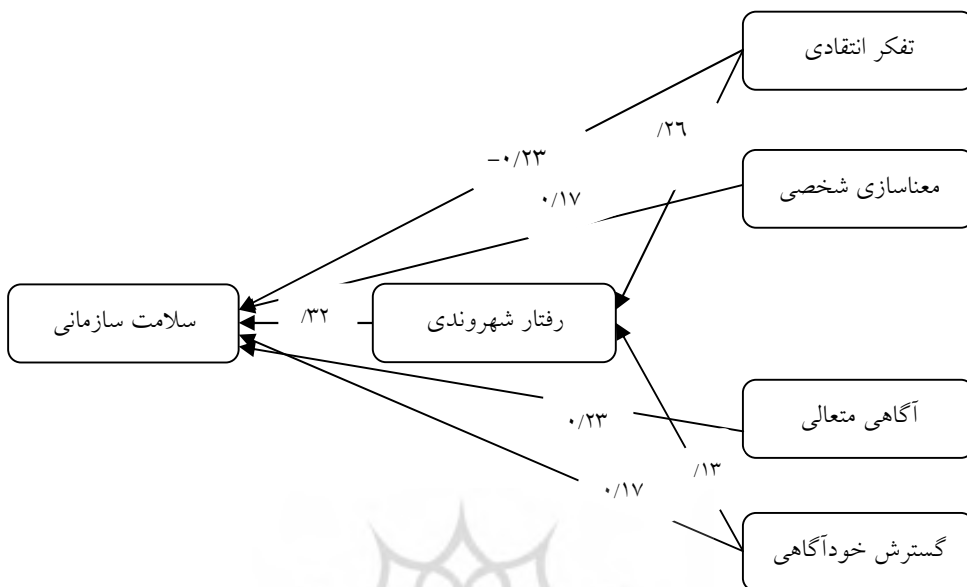 تفکر انتقادی
/۲٦
-۰/۲۳
معناسازی شخصی
۰/۱۷
رفتار شهروندی
/۳۲
سلامت سازمانی
آگاهی متعالی
۰/۲۳
/۱۳
۰/۱۷
گسترش خودآگاهی